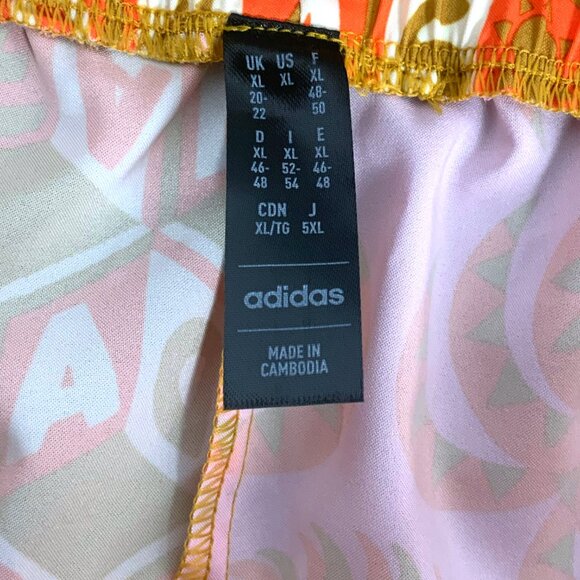 UK US F
XL XL XL
20- 48-
22 50
D I E
XL XL XL
46- 52- 46-
48 54 48
CDN J
XL/TG 5XL
adidas
MADE IN
CAMBODIA